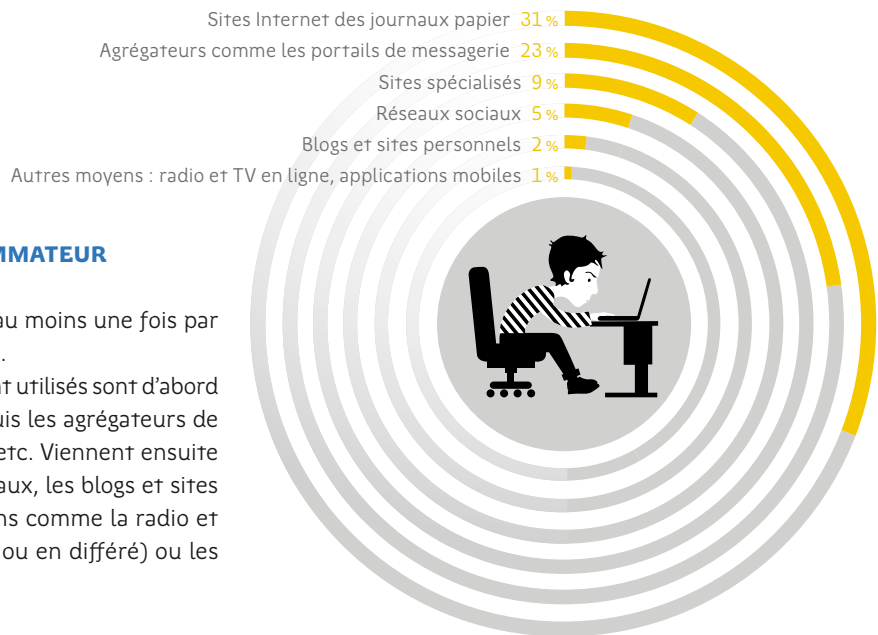 Sites Internet des journaux papier 31 %
Agrégateurs comme les portails de messagerie 23 %
Sites spécialisés 9 %
Réseaux sociaux 5 %
Blogs et sites personnels 2 %
Autres moyens : radio et TV en ligne, applications mobiles 1 %
MMATEUR
au moins une fois par
.
t utilisés sont d’abord
uis les agrégateurs de
etc. Viennent ensuite
aux, les blogs et sites
ns comme la radio et
ou en différé) ou les